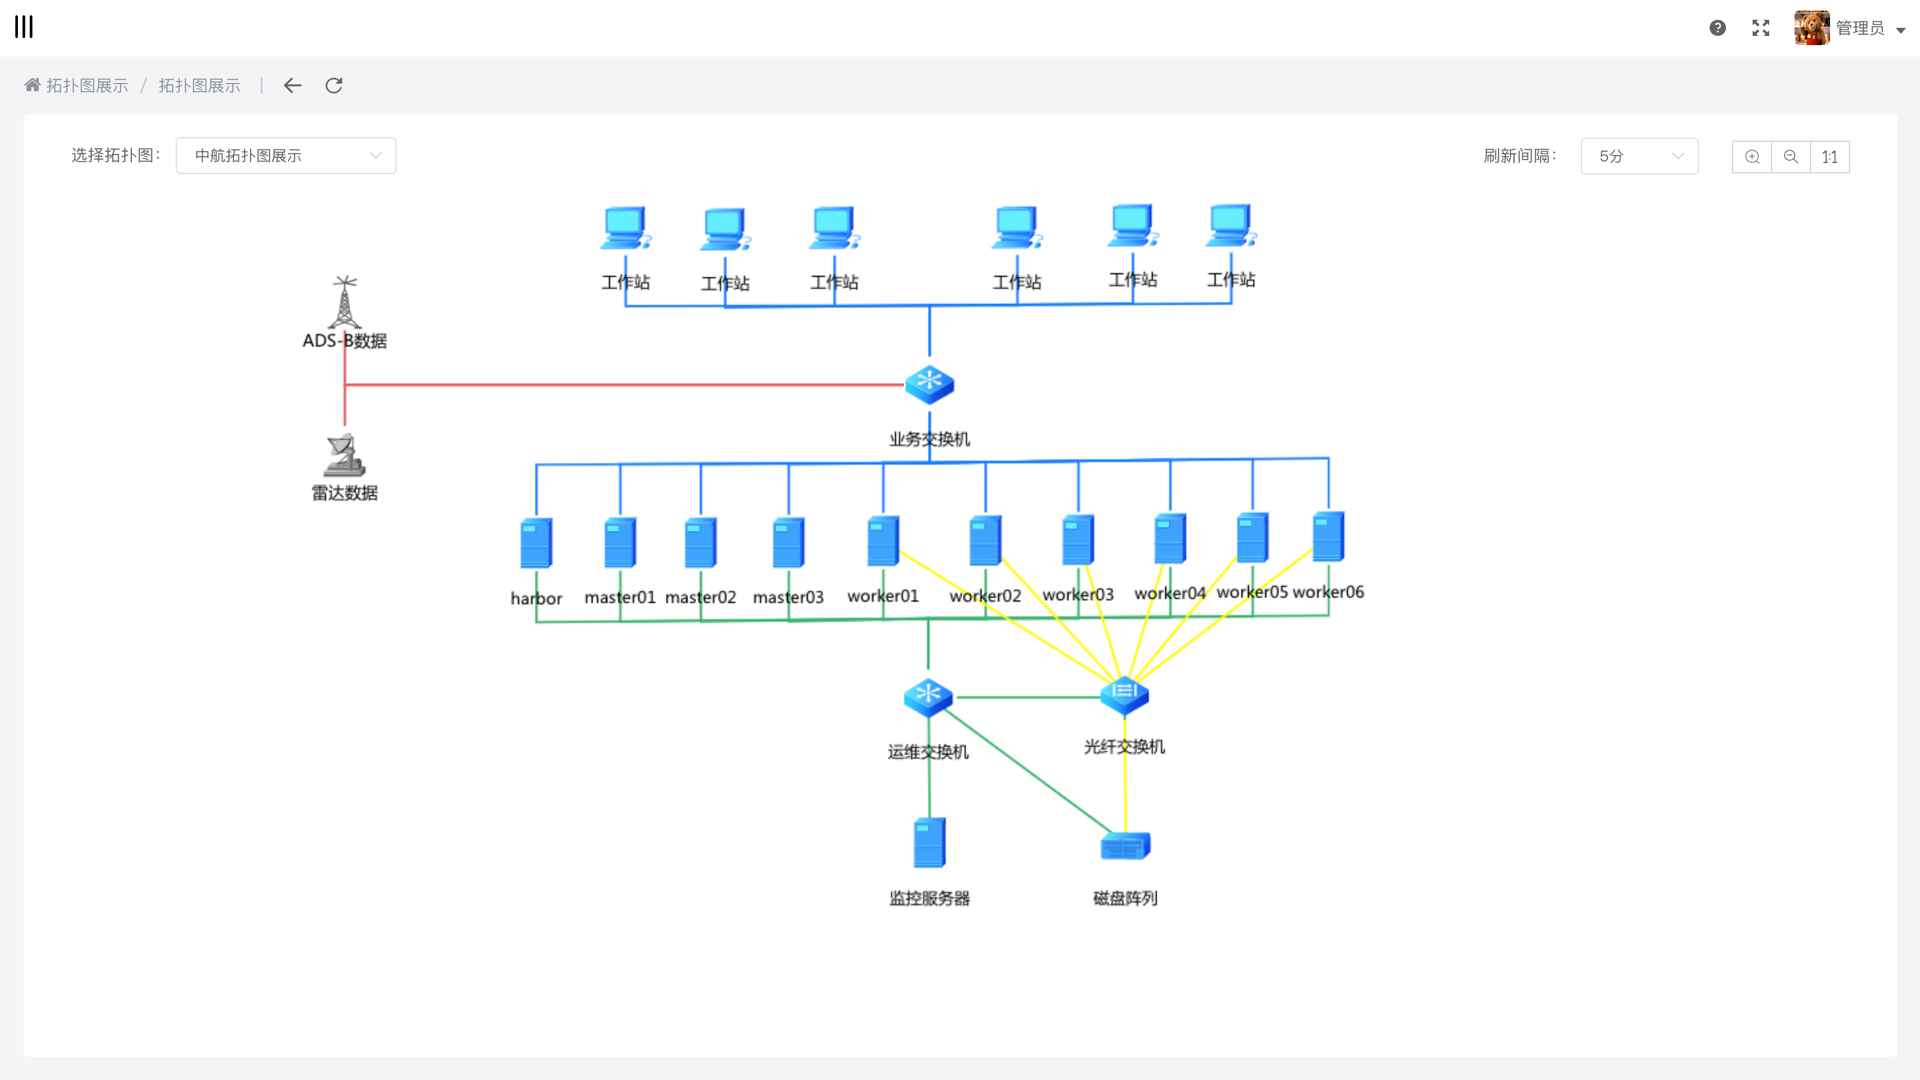 管理员
拓扑图展示 / 拓扑图展示 |
选择拓扑图： 中航拓扑图展示
刷新间隔： 5分 1:1
工作站 工作站 工作站 工作站 工作站 工作站
ADS-B数据
业务交换机
雷达数据
harbor master01 master02 master03 worker01 worker02 worker03 worker04 worker05 worker06
运维交换机 光纤交换机
监控服务器 磁盘阵列